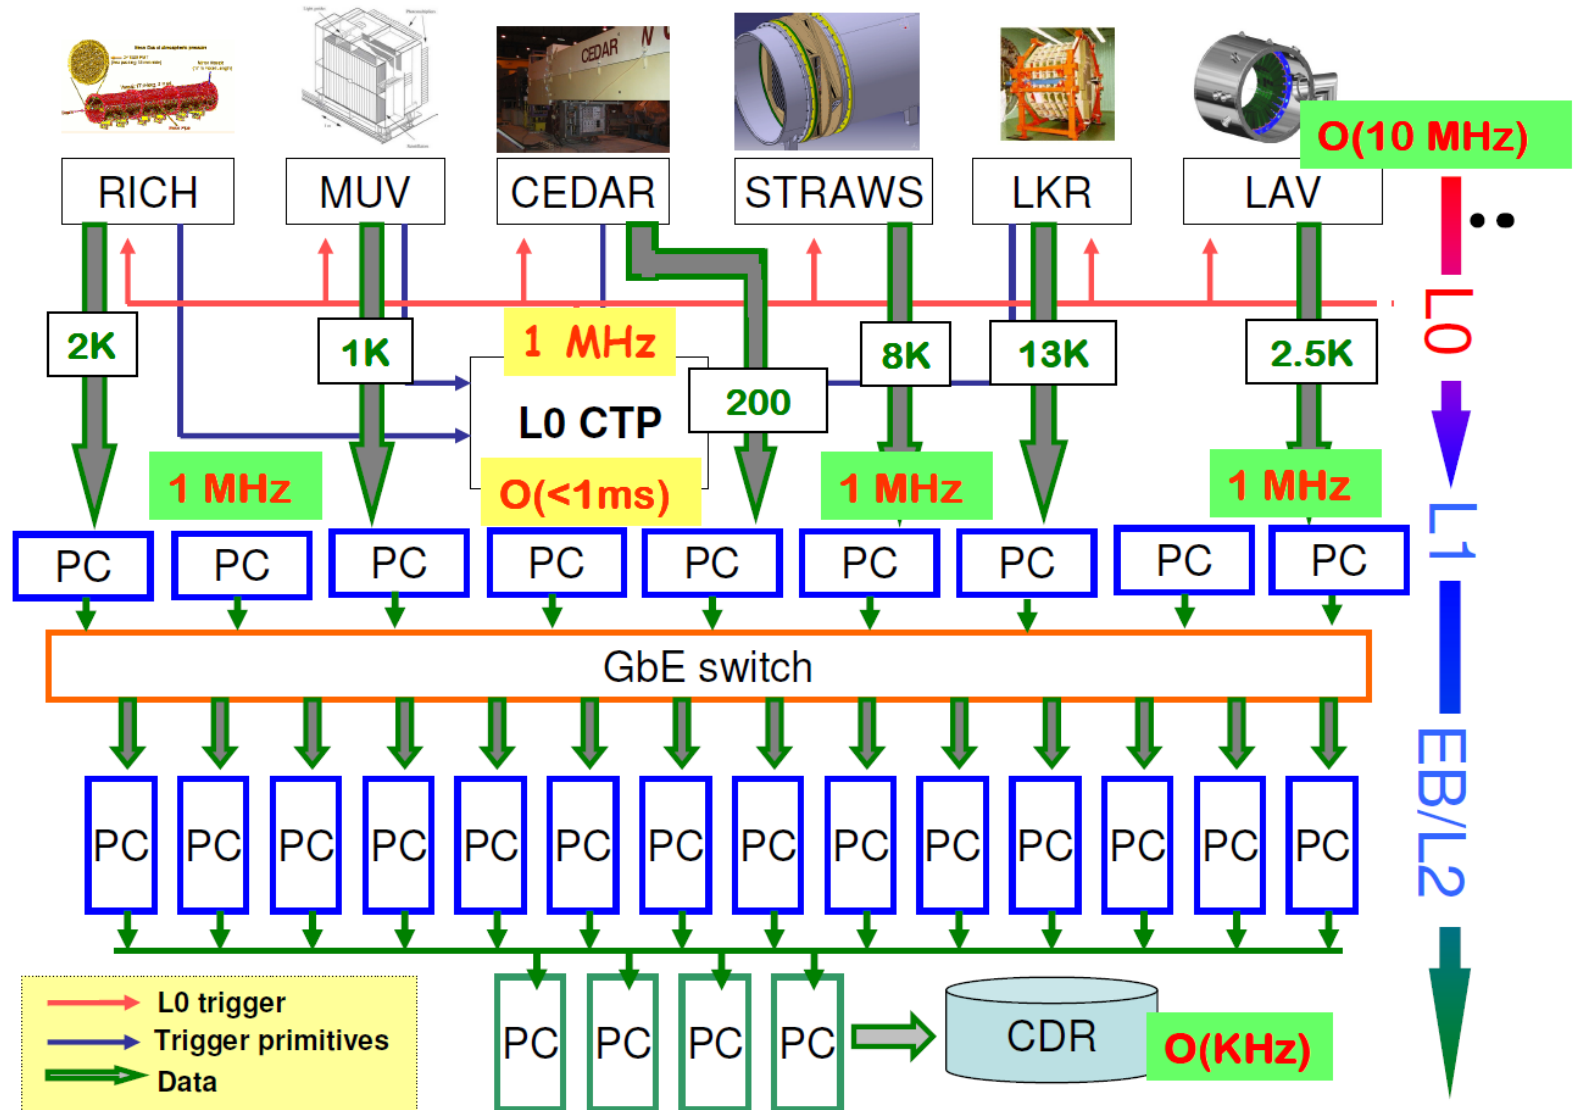 CEDAR
O(10 MHz)
RICH
MUV
CEDAR
STRAWS
LKR
LAV
..
L0
2K
1K
1 MHz
8K
13K
2.5K
200
L0 CTP
1 MHz
O(<1ms)
1 MHz
1 MHz
L1
PC
PC
PC
PC
PC
PC
PC
PC
PC
GbE switch
EB/L2
PC
PC
PC
PC
PC
PC
PC
PC
PC
PC
PC
PC
PC
PC
L0 trigger
Trigger primitives
Data
PC
PC
PC
PC
CDR
O(KHz)